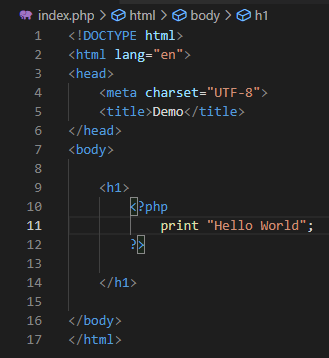 index.php > html > body > h1
1 <!DOCTYPE html>
2 <html lang="en">
3 <head>
4     <meta charset="UTF-8">
5     <title>Demo</title>
6 </head>
7 <body>
8
9     <h1>
10         <?php
11             print "Hello World";
12         ?>
13
14     </h1>
15
16 </body>
17 </html>